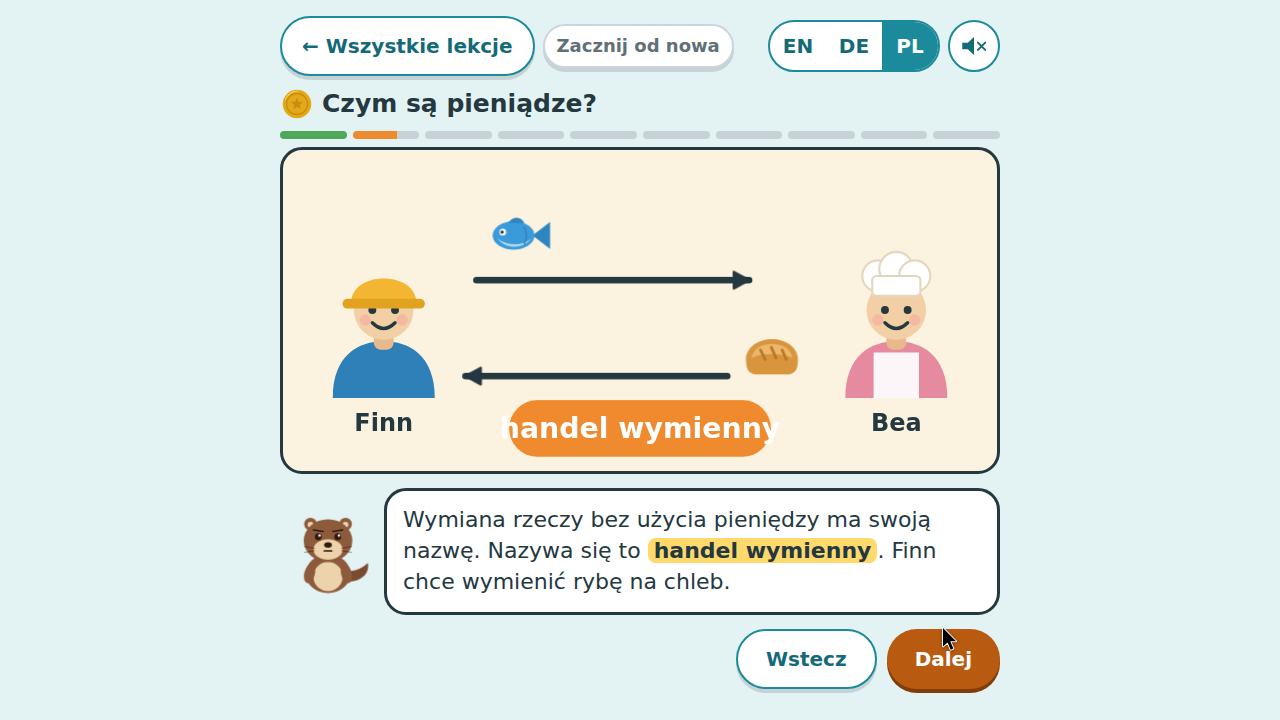 ← Wszystkie lekcje
Zacznij od nowa
EN DE PL
Czym są pieniądze?
Finn
handel wymienny
Bea
Wymiana rzeczy bez użycia pieniędzy ma swoją
nazwę. Nazywa się to handel wymienny. Finn
chce wymienić rybę na chleb.
Wstecz
Dalej